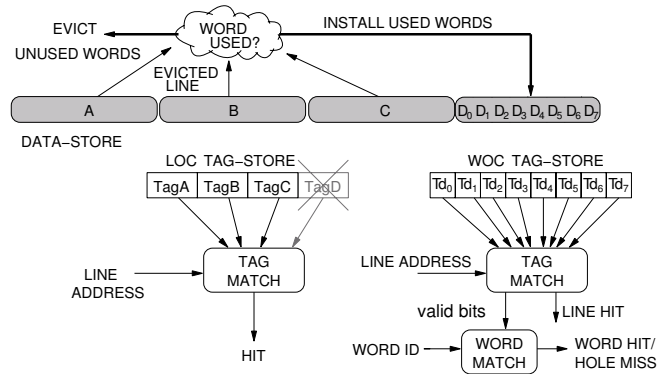 EVICT
UNUSED WORDS
WORD
USED?
INSTALL USED WORDS
EVICTED
LINE
A
B
C
D0 D1 D2 D3 D4 D5 D6 D7
DATA−STORE
LOC TAG−STORE
TagA TagB TagC TagD
WOC TAG−STORE
Td0 Td1 Td2 Td3 Td4 Td5 Td6 Td7
LINE
ADDRESS
TAG
MATCH
HIT
LINE ADDRESS
TAG
MATCH
valid bits
LINE HIT
WORD ID
WORD
MATCH
WORD HIT/
HOLE MISS